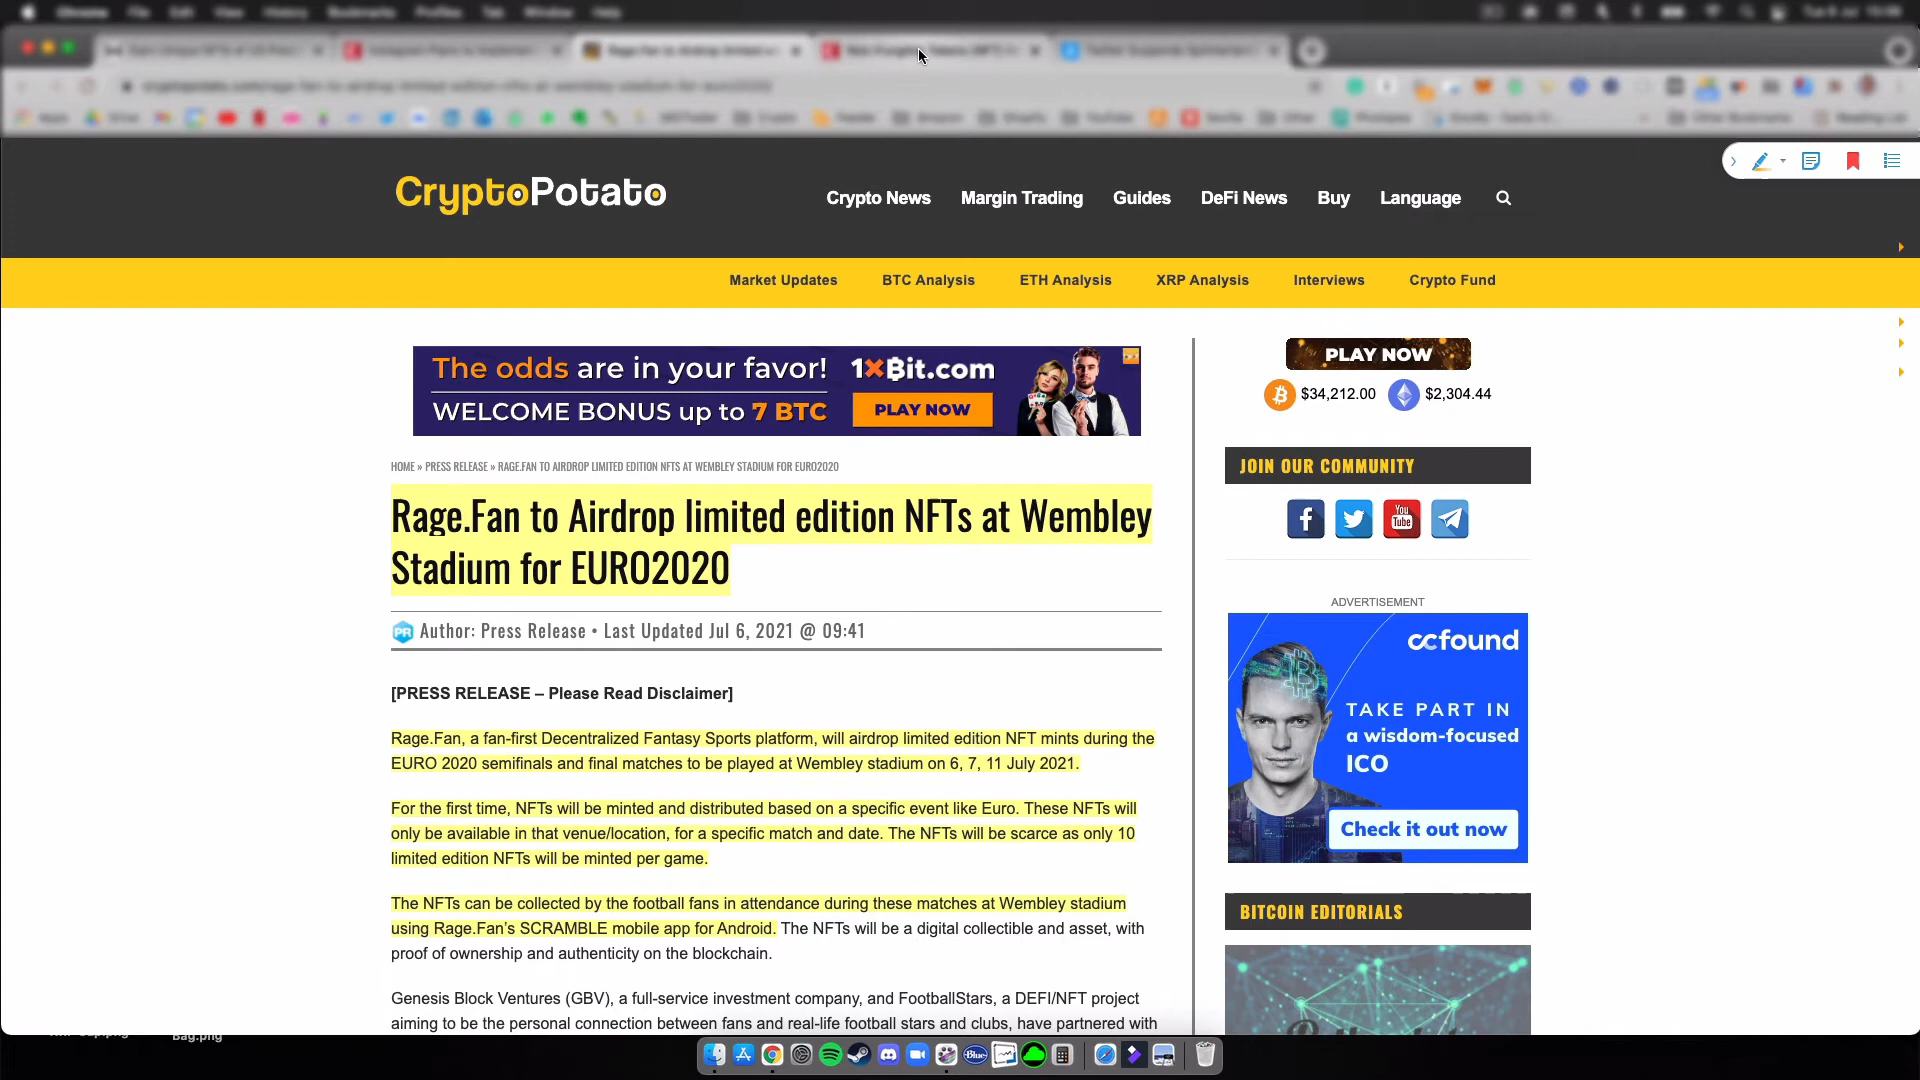 CryptoPotato
Crypto News Margin Trading Guides DeFi News Buy Language
Market Updates BTC Analysis ETH Analysis XRP Analysis Interviews Crypto Fund
The odds are in your favor!
WELCOME BONUS up to 7 BTC
1XBit.com
PLAY NOW
PLAY NOW
$34,212.00 $2,304.44
HOME » PRESS RELEASE » RAGE.FAN TO AIRDROP LIMITED EDITION NFTS AT WEMBLEY STADIUM FOR EURO2020
Rage.Fan to Airdrop limited edition NFTs at Wembley
Stadium for EURO2020
PR Author: Press Release • Last Updated Jul 6, 2021 @ 09:41
[PRESS RELEASE – Please Read Disclaimer]
Rage.Fan, a fan-first Decentralized Fantasy Sports platform, will airdrop limited edition NFT mints during the
EURO 2020 semifinals and final matches to be played at Wembley stadium on 6, 7, 11 July 2021.
For the first time, NFTs will be minted and distributed based on a specific event like Euro. These NFTs will
only be available in that venue/location, for a specific match and date. The NFTs will be scarce as only 10
limited edition NFTs will be minted per game.
The NFTs can be collected by the football fans in attendance during these matches at Wembley stadium
using Rage.Fan's SCRAMBLE mobile app for Android. The NFTs will be a digital collectible and asset, with
proof of ownership and authenticity on the blockchain.
Genesis Block Ventures (GBV), a full-service investment company, and FootballStars, a DEFI/NFT project
aiming to be the personal connection between fans and real-life football stars and clubs, have partnered with
JOIN OUR COMMUNITY
You
Tube
ADVERTISEMENT
ccfound
TAKE PART IN
a wisdom-focused
ICO
Check it out now
BITCOIN EDITORIALS
Bag.png
Blue